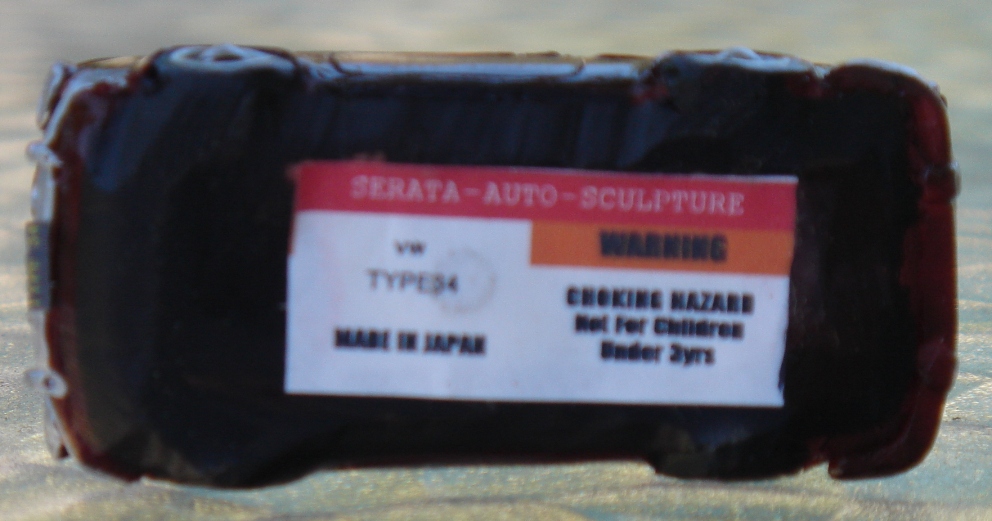 SERATA-AUTO-SCULPTURE
VW
TYPE34
MADE IN JAPAN
WARNING
CHOKING HAZARD
Not For Children
Under 3yrs